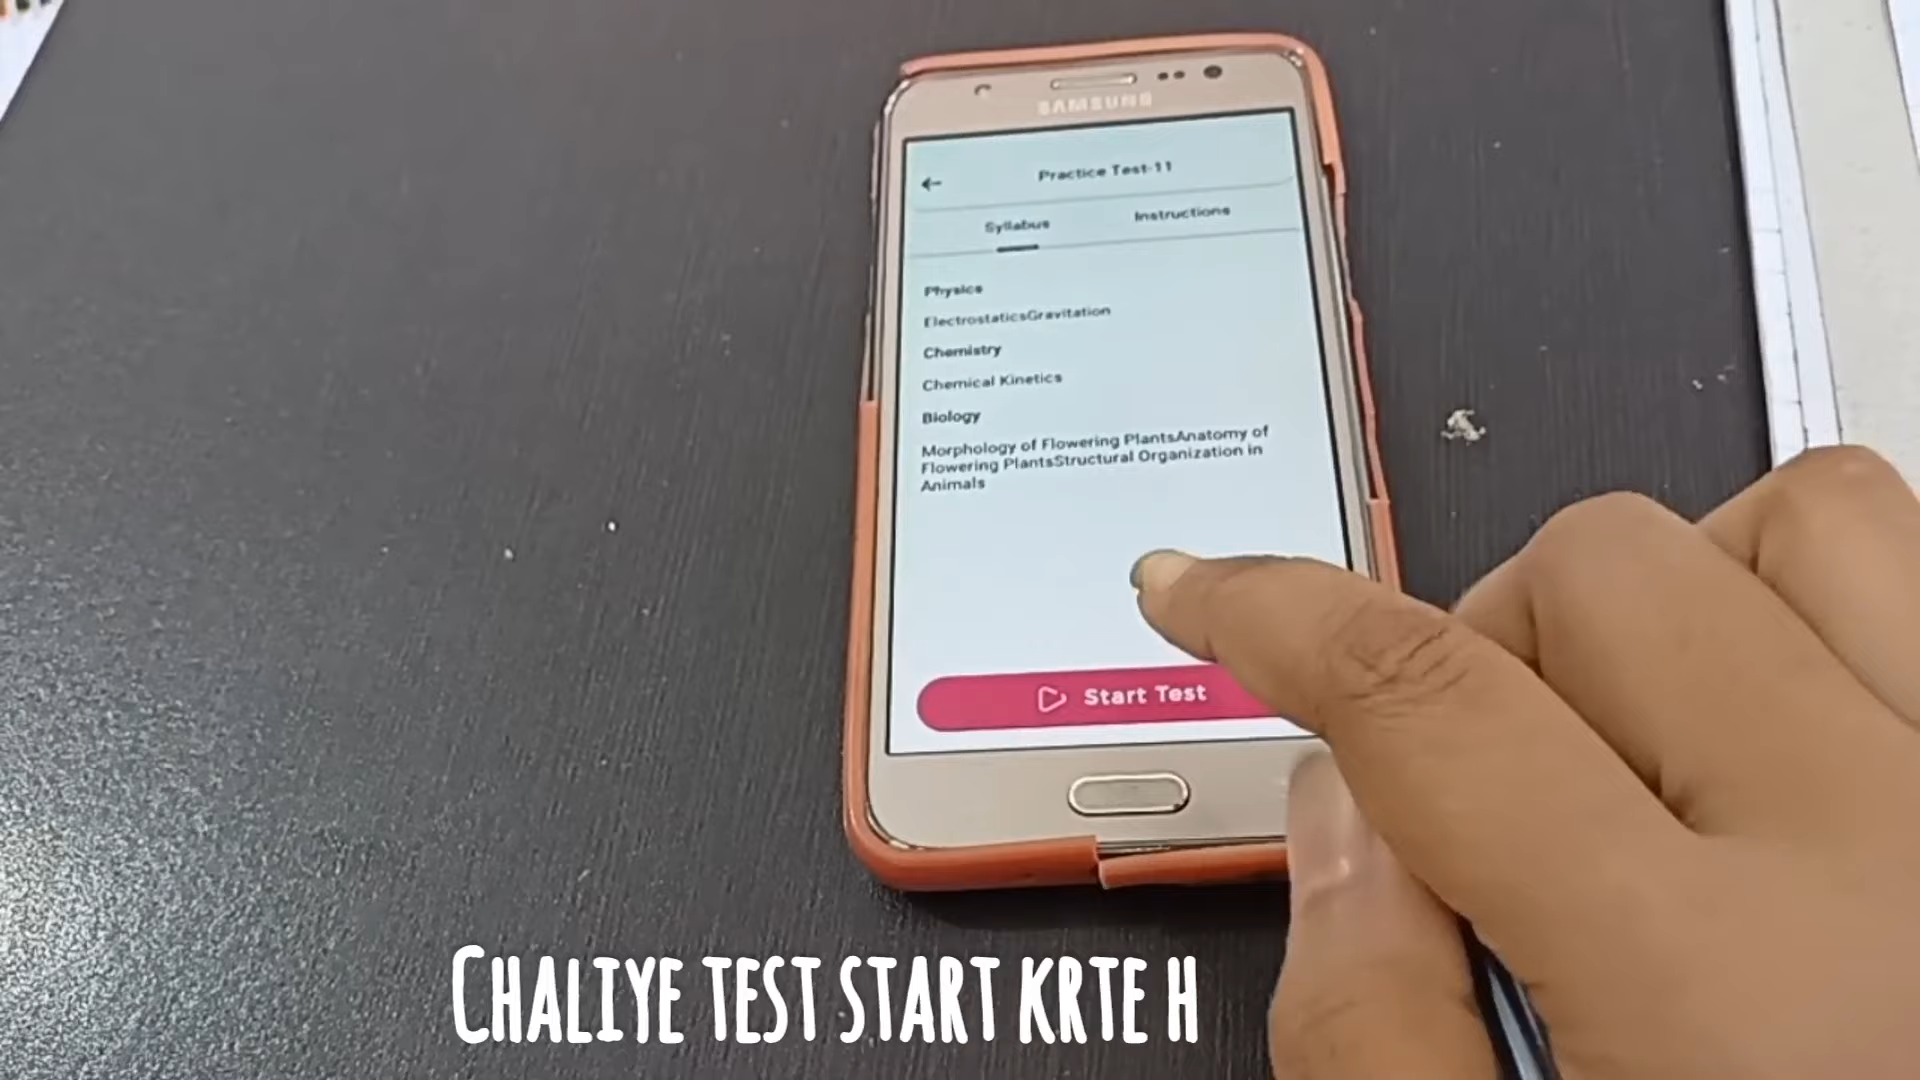 SAMSUNG
Practice Test-11
Syllabus
Instructions
Physics
ElectrostaticsGravitation
Chemistry
Chemical Kinetics
Biology
Morphology of Flowering PlantsAnatomy of
Flowering PlantsStructural Organization in
Animals
Start Test
CHALIYE TEST START KRTE H